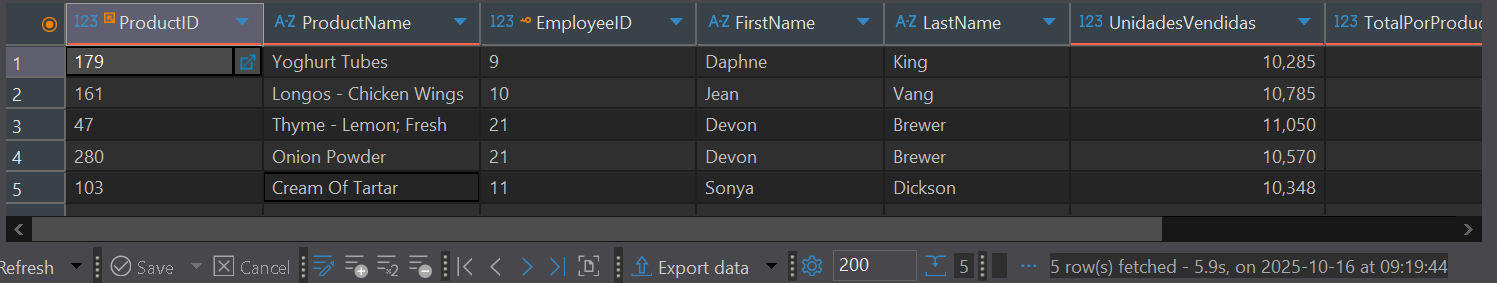 123 ProductID A-Z ProductName 123 EmployeeID A-Z FirstName A-Z LastName 123 UnidadesVendidas 123 TotalPorProduc
1 179 Yoghurt Tubes 9 Daphne King 10,285
2 161 Longos - Chicken Wings 10 Jean Vang 10,785
3 47 Thyme - Lemon; Fresh 21 Devon Brewer 11,050
4 280 Onion Powder 21 Devon Brewer 10,570
5 103 Cream Of Tartar 11 Sonya Dickson 10,348
Refresh Save Cancel Export data 200 5 5 row(s) fetched - 5.9s, on 2025-10-16 at 09:19:44